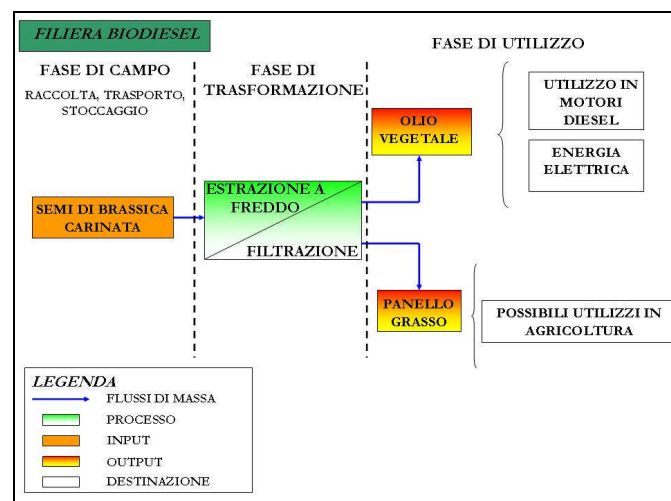 FILIERA BIODIESEL
FASE DI UTILIZZO
FASE DI CAMPO
RACCOLTA, TRASPORTO,
STOCCAGGIO
FASE DI
TRASFORMAZIONE
OLIO
VEGETALE
UTILIZZO IN
MOTORI
DIESEL
ENERGIA
ELETTRICA
SEMI DI BRASSICA
CARINATA
ESTRAZIONE A
FREDDO
FILTRAZIONE
PANELLO
GRASSO
POSSIBILI UTILIZZI IN
AGRICOLTURA
LEGENDA
FLUSSI DI MASSA
PROCESSO
INPUT
OUTPUT
DESTINAZIONE